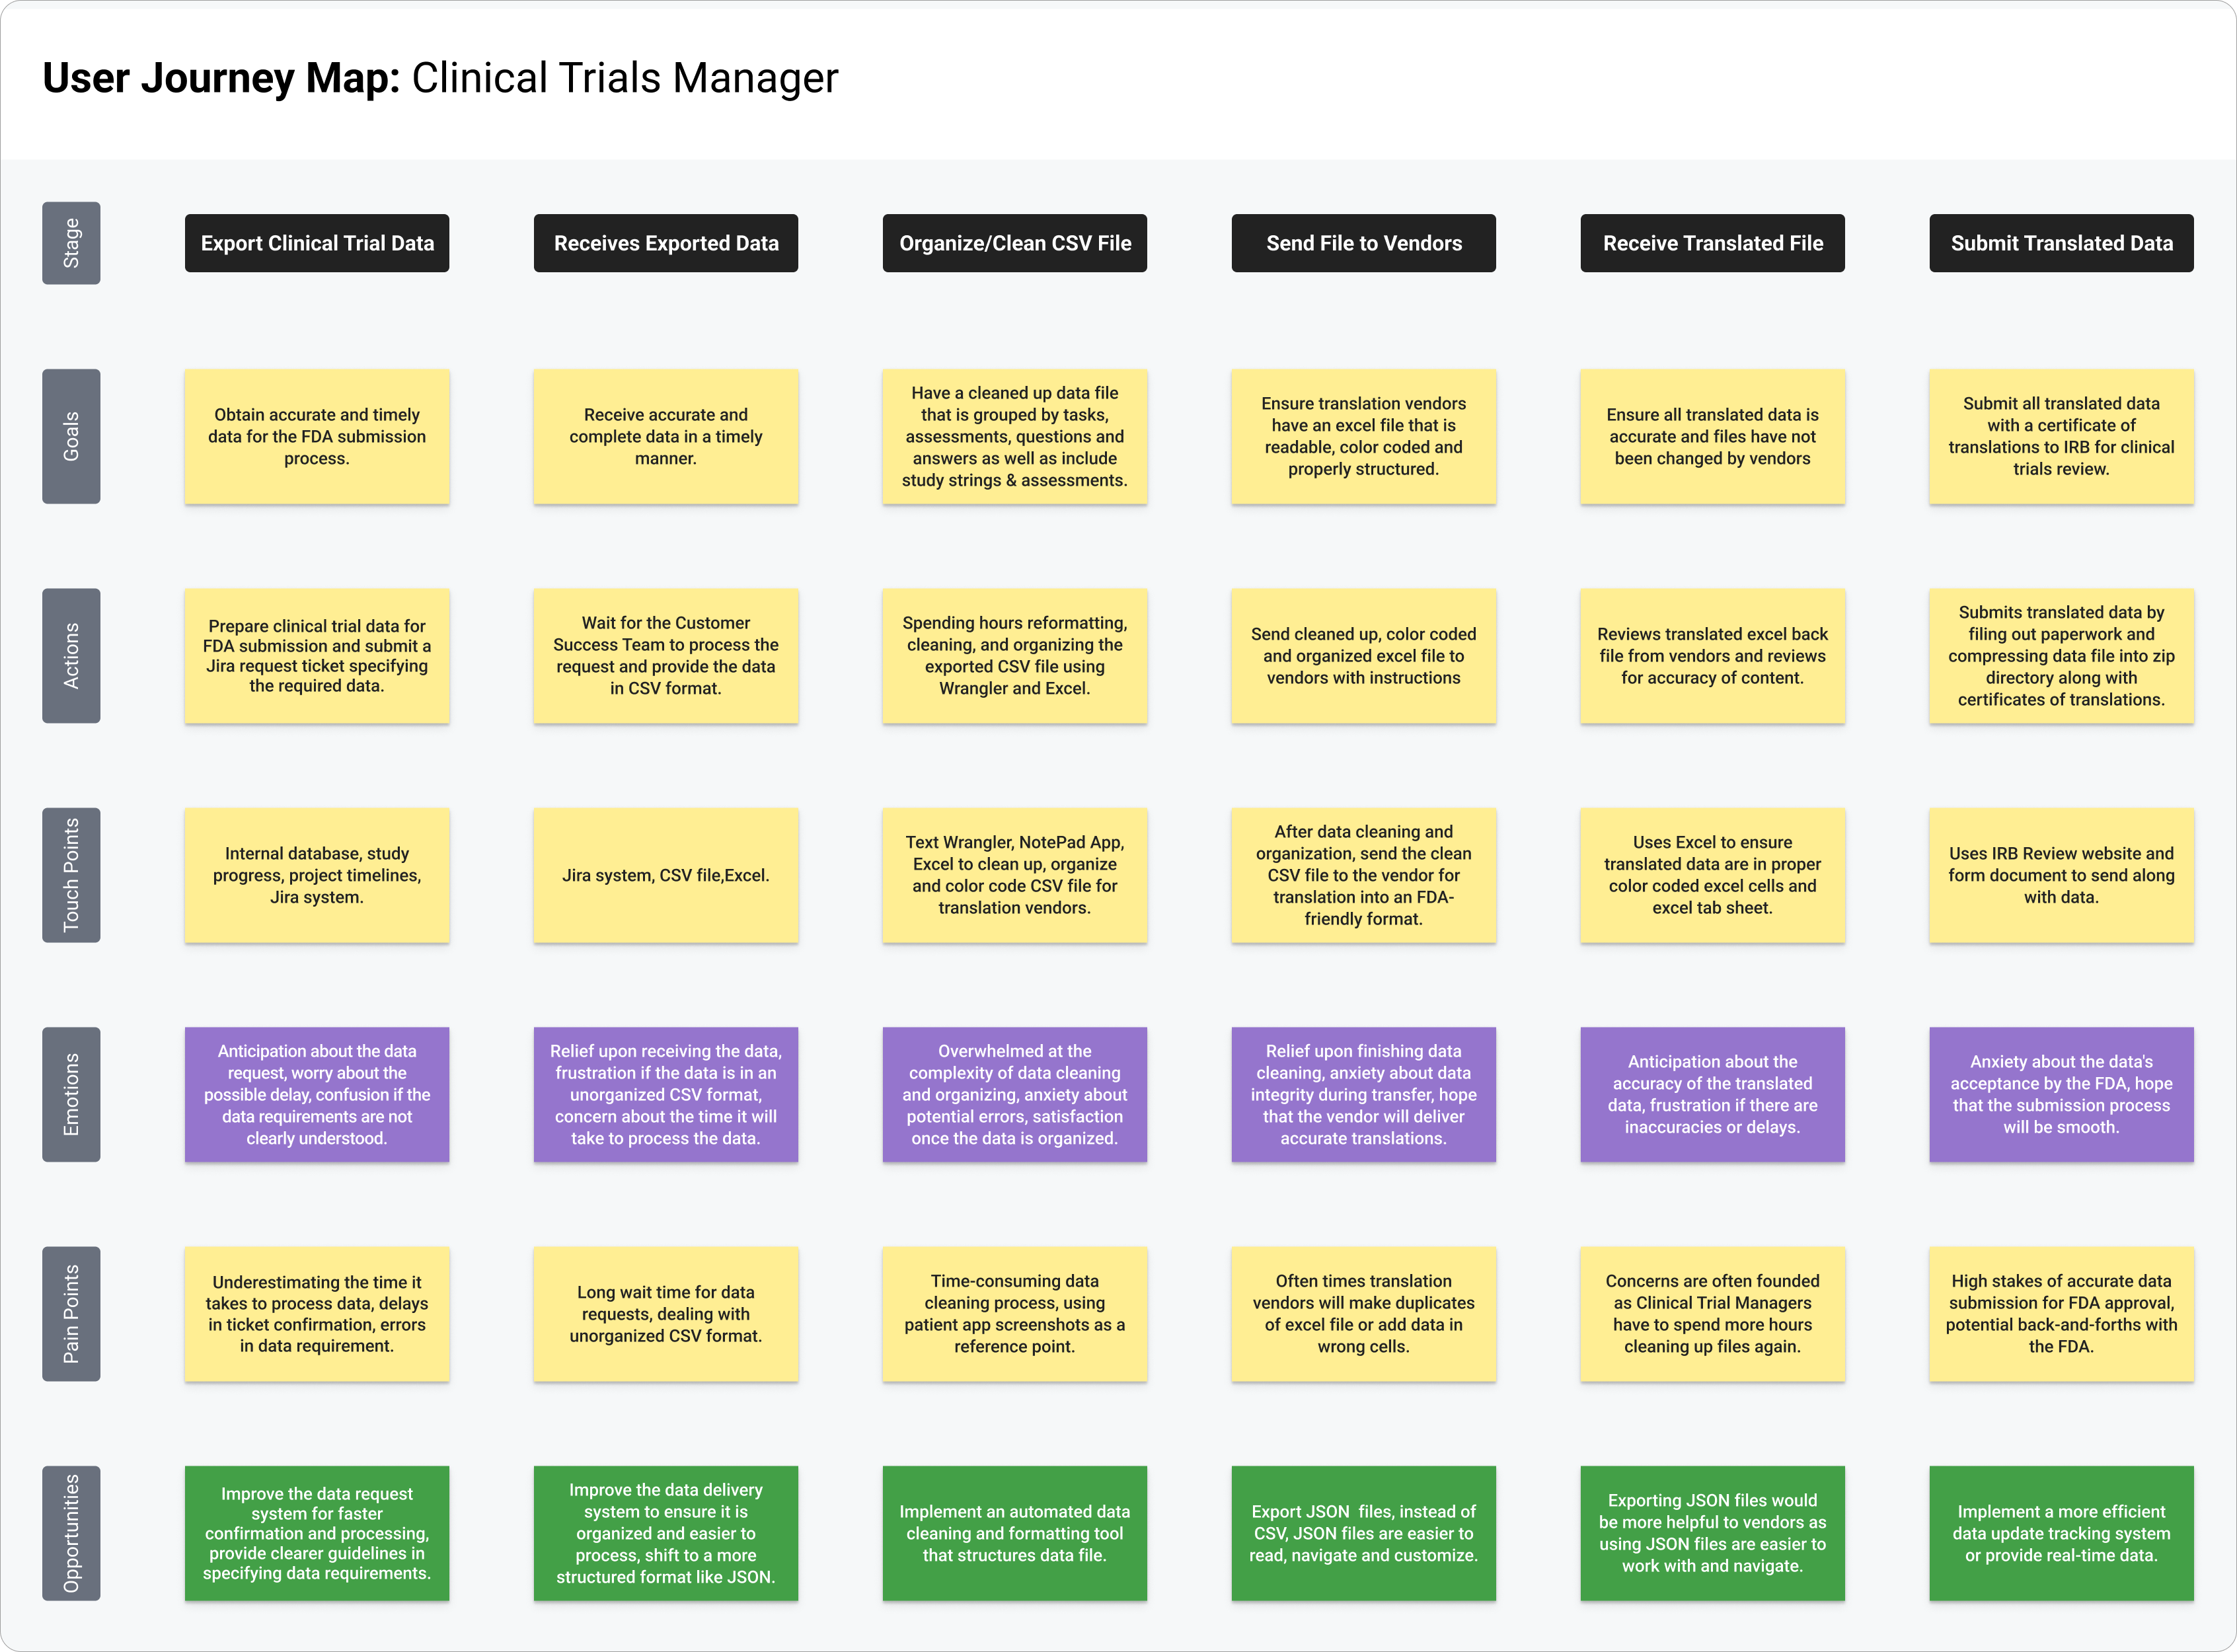 User Journey Map: Clinical Trials Manager
Stage
Export Clinical Trial Data
Receives Exported Data
Organize/Clean CSV File
Send File to Vendors
Receive Translated File
Submit Translated Data
Goals
Obtain accurate and timely
data for the FDA submission
process.
Receive accurate and
complete data in a timely
manner.
Have a cleaned up data file
that is grouped by tasks,
assessments, questions and
answers as well as include
study strings & assessments.
Ensure translation vendors
have an excel file that is
readable, color coded and
properly structured.
Ensure all translated data is
accurate and files have not
been changed by vendors
Submit all translated data
with a certificate of
translations to IRB for clinical
trials review.
Actions
Prepare clinical trial data for
FDA submission and submit a
Jira request ticket specifying
the required data.
Wait for the Customer
Success Team to process the
request and provide the data
in CSV format.
Spending hours reformatting,
cleaning, and organizing the
exported CSV file using
Wrangler and Excel.
Send cleaned up, color coded
and organized excel file to
vendors with instructions
Reviews translated excel back
file from vendors and reviews
for accuracy of content.
Submits translated data by
filing out paperwork and
compressing data file into zip
directory along with
certificates of translations.
Touch Points
Internal database, study
progress, project timelines,
Jira system.
Jira system, CSV file,Excel.
Text Wrangler, NotePad App,
Excel to clean up, organize
and color code CSV file for
translation vendors.
After data cleaning and
organization, send the clean
CSV file to the vendor for
translation into an FDA-
friendly format.
Uses Excel to ensure
translated data are in proper
color coded excel cells and
excel tab sheet.
Uses IRB Review website and
form document to send along
with data.
Emotions
Anticipation about the data
request, worry about the
possible delay, confusion if the
data requirements are not
clearly understood.
Relief upon receiving the data,
frustration if the data is in an
unorganized CSV format,
concern about the time it will
take to process the data.
Overwhelmed at the
complexity of data cleaning
and organizing, anxiety about
potential errors, satisfaction
once the data is organized.
Relief upon finishing data
cleaning, anxiety about data
integrity during transfer, hope
that the vendor will deliver
accurate translations.
Anticipation about the
accuracy of the translated
data, frustration if there are
inaccuracies or delays.
Anxiety about the data's
acceptance by the FDA, hope
that the submission process
will be smooth.
Pain Points
Underestimating the time it
takes to process data, delays
in ticket confirmation, errors
in data requirement.
Long wait time for data
requests, dealing with
unorganized CSV format.
Time-consuming data
cleaning process, using
patient app screenshots as a
reference point.
Often times translation
vendors will make duplicates
of excel file or add data in
wrong cells.
Concerns are often founded
as Clinical Trial Managers
have to spend more hours
cleaning up files again.
High stakes of accurate data
submission for FDA approval,
potential back-and-forths with
the FDA.
Opportunities
Improve the data request
system for faster
confirmation and processing,
provide clearer guidelines in
specifying data requirements.
Improve the data delivery
system to ensure it is
organized and easier to
process, shift to a more
structured format like JSON.
Implement an automated data
cleaning and formatting tool
that structures data file.
Export JSON files, instead of
CSV, JSON files are easier to
read, navigate and customize.
Exporting JSON files would
be more helpful to vendors as
using JSON files are easier to
work with and navigate.
Implement a more efficient
data update tracking system
or provide real-time data.